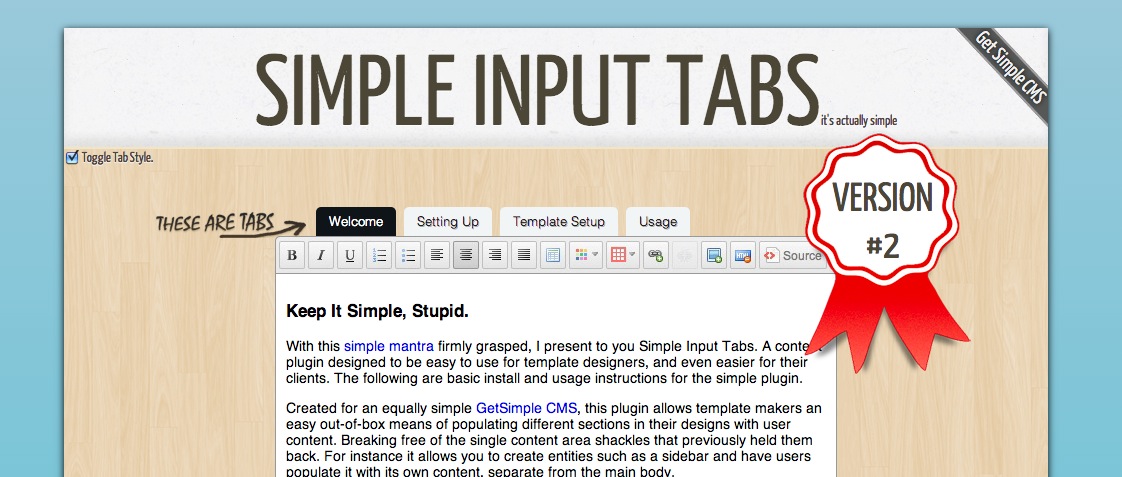 SIMPLE INPUT TABS
it's actually simple
Get Simple CMS
Toggle Tab Style.
VERSION
#2
THESE ARE TABS
Welcome Setting Up Template Setup Usage
B I U Source
Keep It Simple, Stupid.
With this simple mantra firmly grasped, I present to you Simple Input Tabs. A content
plugin designed to be easy to use for template designers, and even easier for their
clients. The following are basic install and usage instructions for the simple plugin.
Created for an equally simple GetSimple CMS, this plugin allows template makers an
easy out-of-box means of populating different sections in their designs with user
content. Breaking free of the single content area shackles that previously held them
back. For instance it allows you to create entities such as a sidebar and have users
populate it with its own content, separate from the main body.